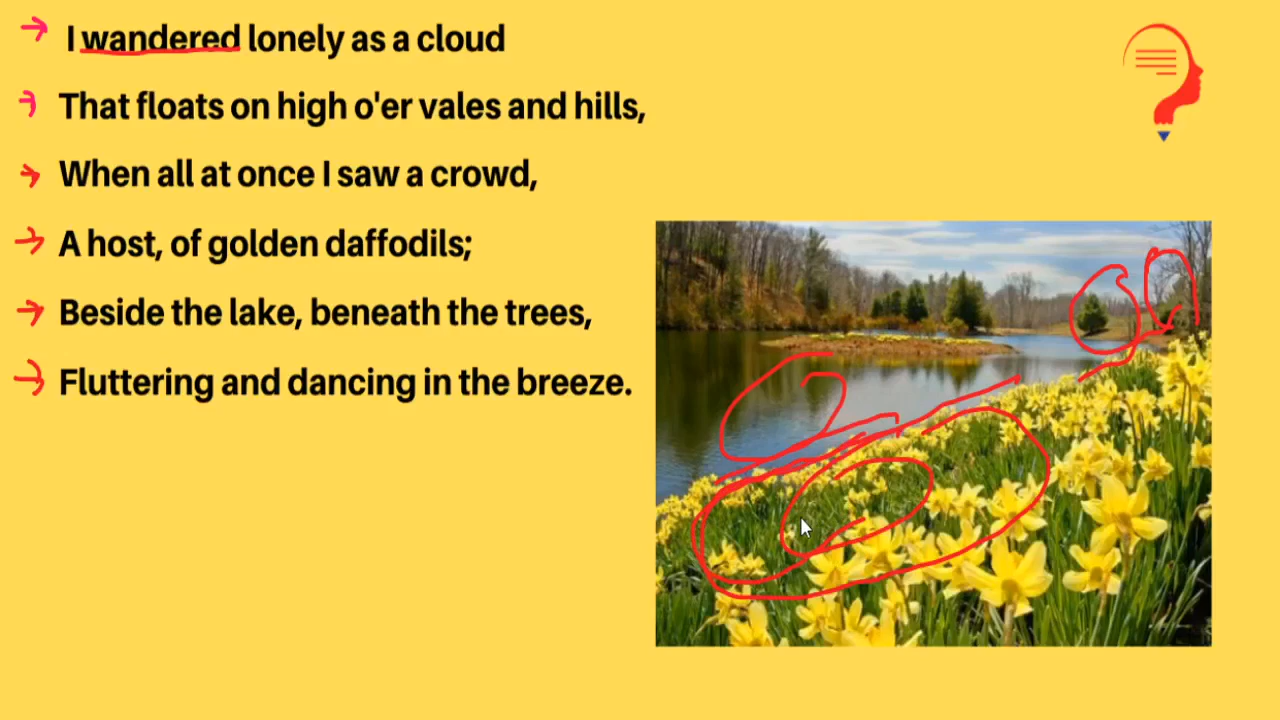 I wandered lonely as a cloud
That floats on high o'er vales and hills,
When all at once I saw a crowd,
A host, of golden daffodils;
Beside the lake, beneath the trees,
Fluttering and dancing in the breeze.